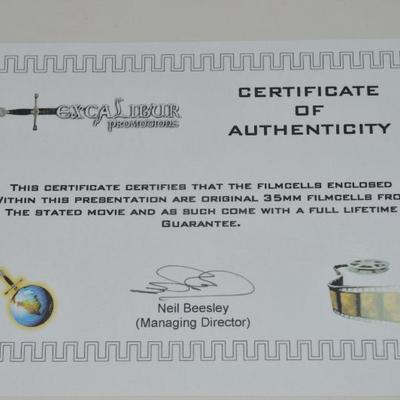 EXCALIBUR
PROMOTIONS
CERTIFICATE
OF
AUTHENTICITY
THIS CERTIFICATE CERTIFIES THAT THE FILMCELLS ENCLOSED
WITHIN THIS PRESENTATION ARE ORIGINAL 35MM FILMCELLS FROM
THE STATED MOVIE AND AS SUCH COME WITH A FULL LIFETIME
GUARANTEE.
Neil Beesley
(Managing Director)